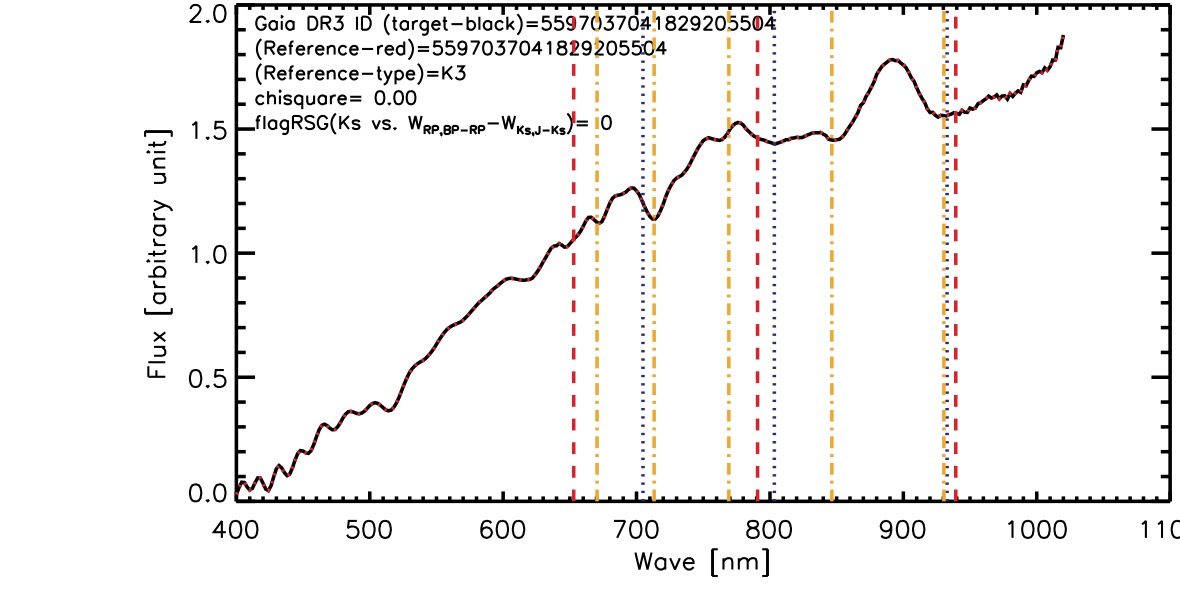 Gaia DR3 ID (target-black)=5597037041829205504
(Reference-red)=5597037041829205504
(Reference-type)=K3
chisquare= 0.00
flagRSG(Ks vs. WRP,BP-RP-WKs,J-Ks)= 0
2.0
1.5
1.0
0.5
0.0
Flux [arbitrary unit]
400 500 600 700 800 900 1000 110
Wave [nm]